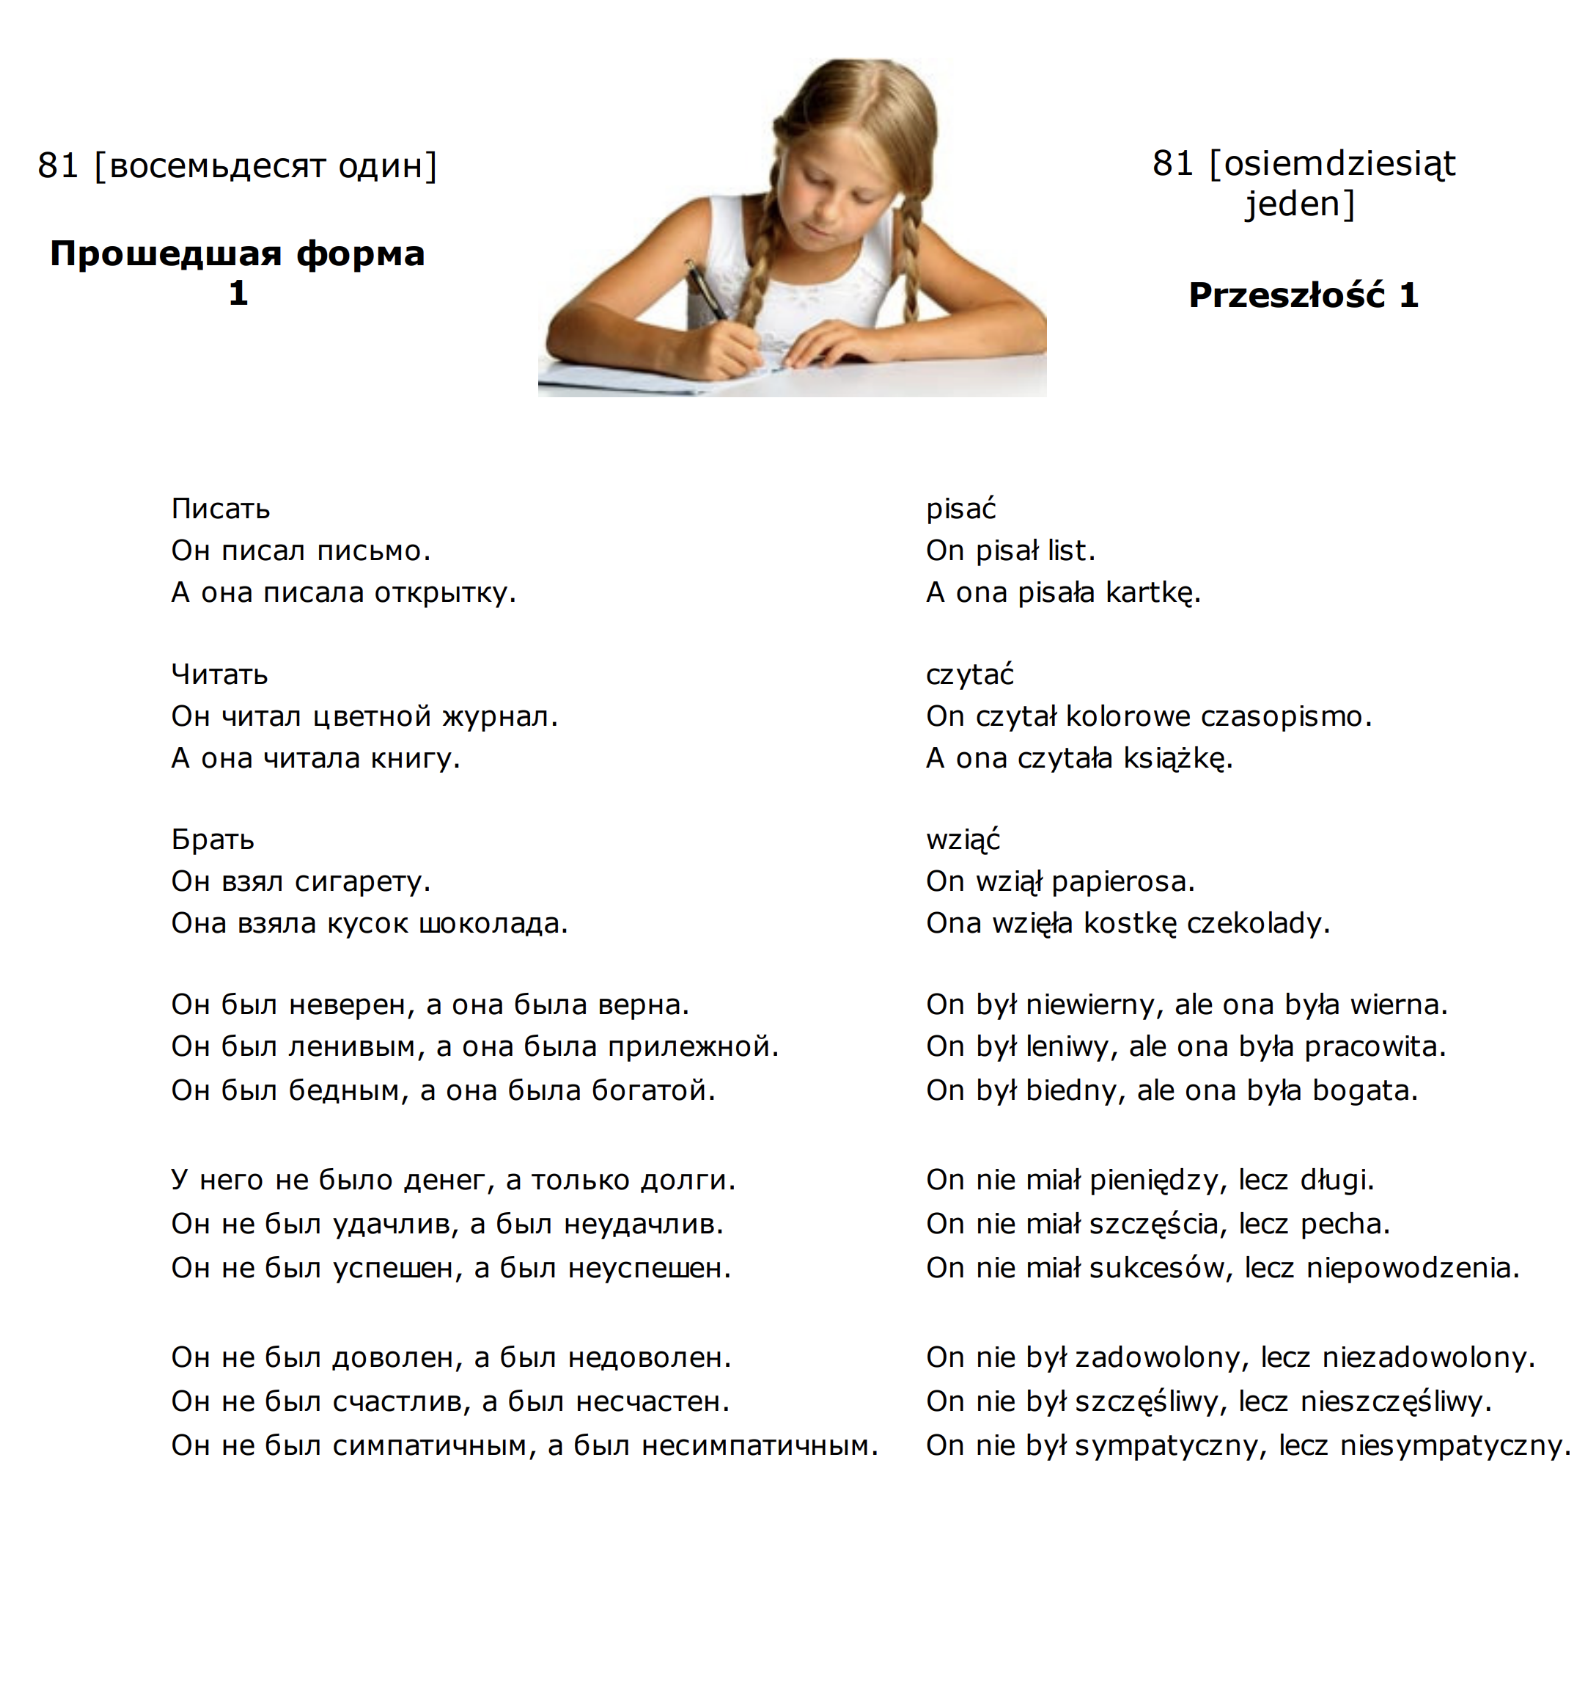 81 [восемьдесят один]
Прошедшая форма
1
81 [osiemdziesiąt
jeden]
Przeszłość 1
Писать
Он писал письмо.
А она писала открытку.
pisać
On pisał list.
A ona pisała kartkę.
Читать
Он читал цветной журнал.
А она читала книгу.
czytać
On czytał kolorowe czasopismo.
A ona czytała książkę.
Брать
Он взял сигарету.
Она взяла кусок шоколада.
wziąć
On wziął papierosa.
Ona wzięła kostkę czekolady.
Он был неверен, а она была верна.
Он был ленивым, а она была прилежной.
Он был бедным, а она была богатой.
On był niewierny, ale ona była wierna.
On był leniwy, ale ona była pracowita.
On był biedny, ale ona była bogata.
У него не было денег, а только долги.
Он не был удачлив, а был неудачлив.
Он не был успешен, а был неуспешен.
On nie miał pieniędzy, lecz długi.
On nie miał szczęścia, lecz pecha.
On nie miał sukcesów, lecz niepowodzenia.
Он не был доволен, а был недоволен.
Он не был счастлив, а был несчастен.
Он не был симпатичным, а был несимпатичным.
On nie był zadowolony, lecz niezadowolony.
On nie był szczęśliwy, lecz nieszczęśliwy.
On nie był sympatyczny, lecz niesympatyczny.